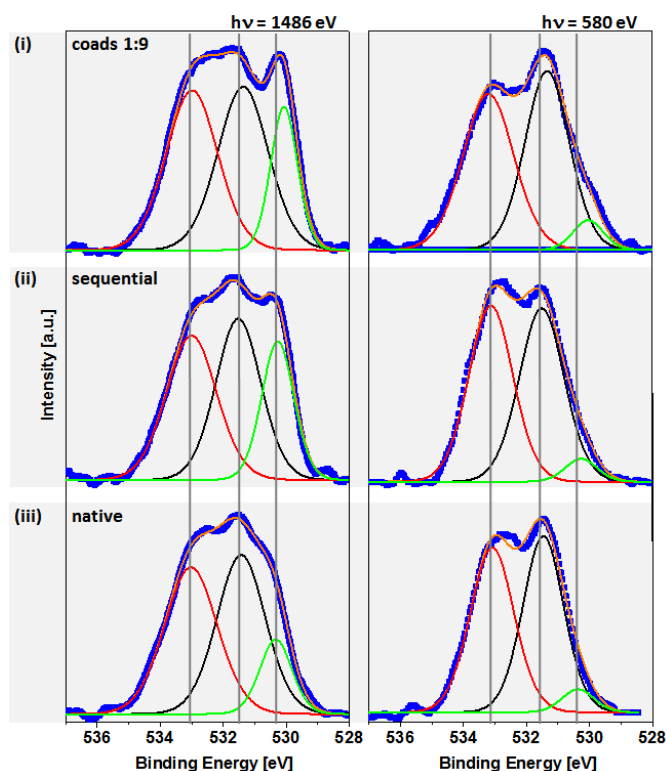 hν = 1486 eV hν = 580 eV
(i) coads 1:9
(ii) sequential
Intensity [a.u.]
(iii) native
536 534 532 530 528 536 534 532 530 528
Binding Energy [eV] Binding Energy [eV]